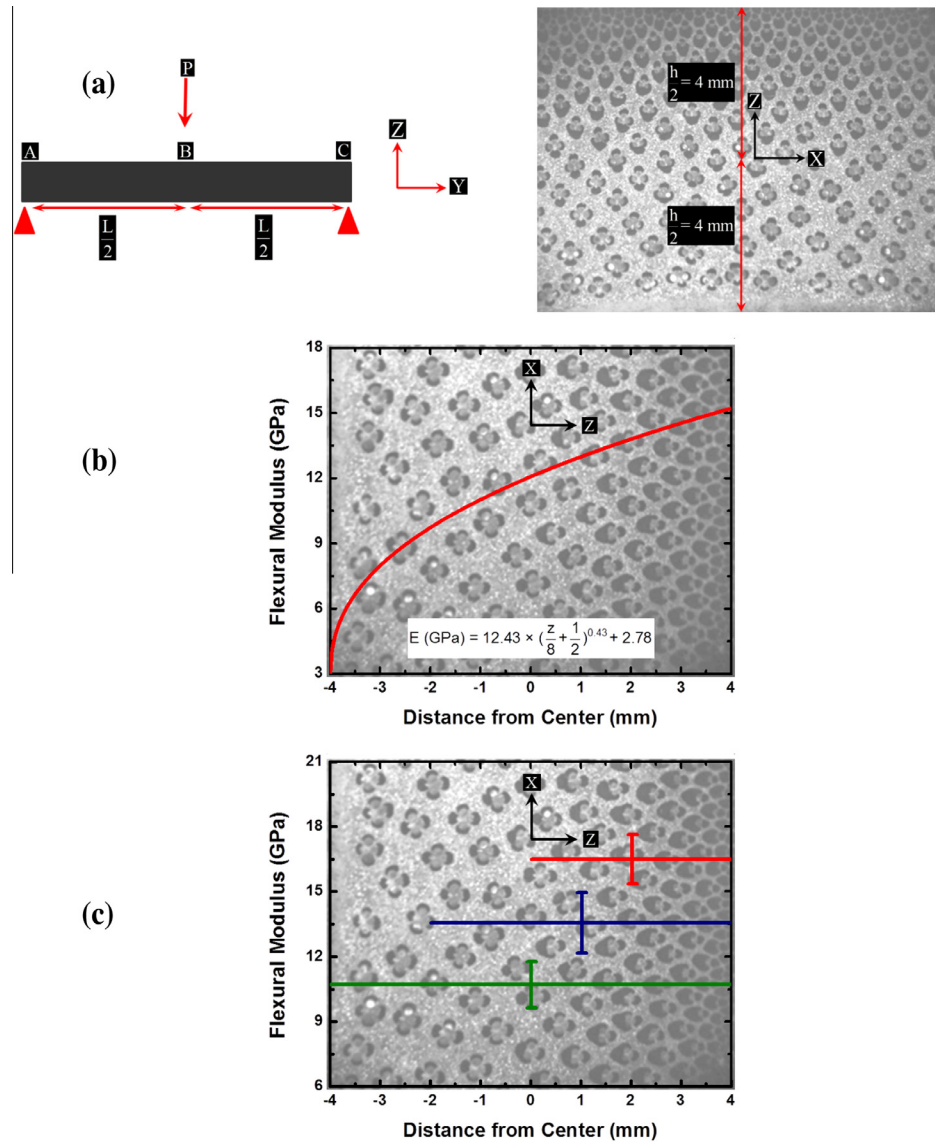 (a)
P
A
B
C
L
2
L
2
Z
Y
h
2
= 4 mm
Z
X
h
2
= 4 mm
(b)
Flexural Modulus (GPa)
18
15
12
9
6
3
X
Z
E (GPa) = 12.43 × (z/8 + 1/2)^0.43 + 2.78
-4 -3 -2 -1 0 1 2 3 4
Distance from Center (mm)
(c)
Flexural Modulus (GPa)
21
18
15
12
9
6
X
Z
-4 -3 -2 -1 0 1 2 3 4
Distance from Center (mm)